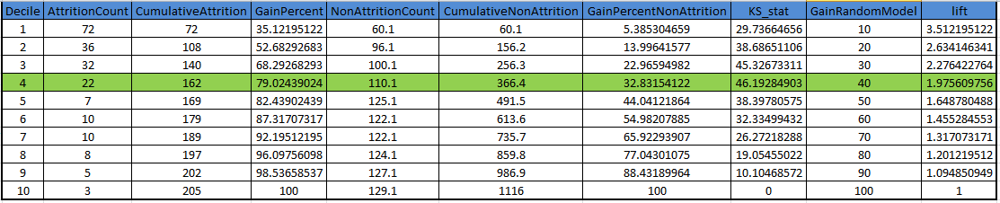 Decile AttritionCount CumulativeAttrition GainPercent NonAttritionCount CumulativeNonAttrition GainPercentNonAttrition KS_stat GainRandomModel lift
1 72 72 35.12195122 60.1 60.1 5.385304659 29.73664656 10 3.512195122
2 36 108 52.68292683 96.1 156.2 13.99641577 38.68651106 20 2.634146341
3 32 140 68.29268293 100.1 256.3 22.96594982 45.32673311 30 2.276422764
4 22 162 79.02439024 110.1 366.4 32.83154122 46.19284903 40 1.975609756
5 7 169 82.43902439 125.1 491.5 44.04121864 38.39780575 50 1.648780488
6 10 179 87.31707317 122.1 613.6 54.98207885 32.33499432 60 1.455284553
7 10 189 92.19512195 122.1 735.7 65.92293907 26.27218288 70 1.317073171
8 8 197 96.09756098 124.1 859.8 77.04301075 19.05455022 80 1.201219512
9 5 202 98.53658537 127.1 986.9 88.43189964 10.10468572 90 1.094850949
10 3 205 100 129.1 1116 100 0 100 1